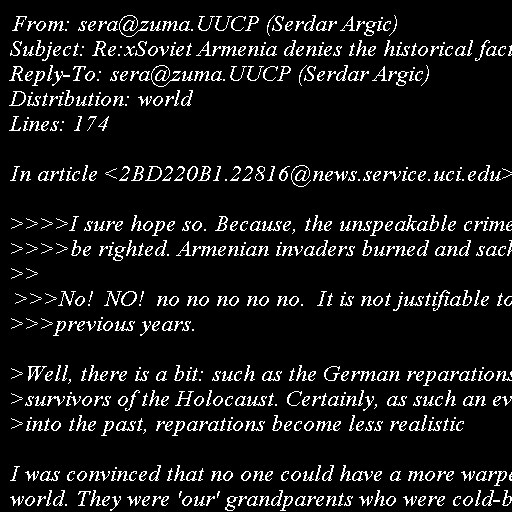 From: sera@zuma.UUCP (Serdar Argic)
Subject: Re:xSoviet Armenia denies the historical fact
Reply-To: sera@zuma.UUCP (Serdar Argic)
Distribution: world
Lines: 174
In article <2BD220B1.22816@news.service.uci.edu>
>>>>I sure hope so. Because, the unspeakable crime
>>>>be righted. Armenian invaders burned and sack
>>
>>>No!  NO!  no no no no no.  It is not justifiable to
>>>previous years.
>Well, there is a bit: such as the German reparations
>survivors of the Holocaust. Certainly, as such an ev
>into the past, reparations become less realistic
I was convinced that no one could have a more warpe
world. They were 'our' grandparents who were cold-b